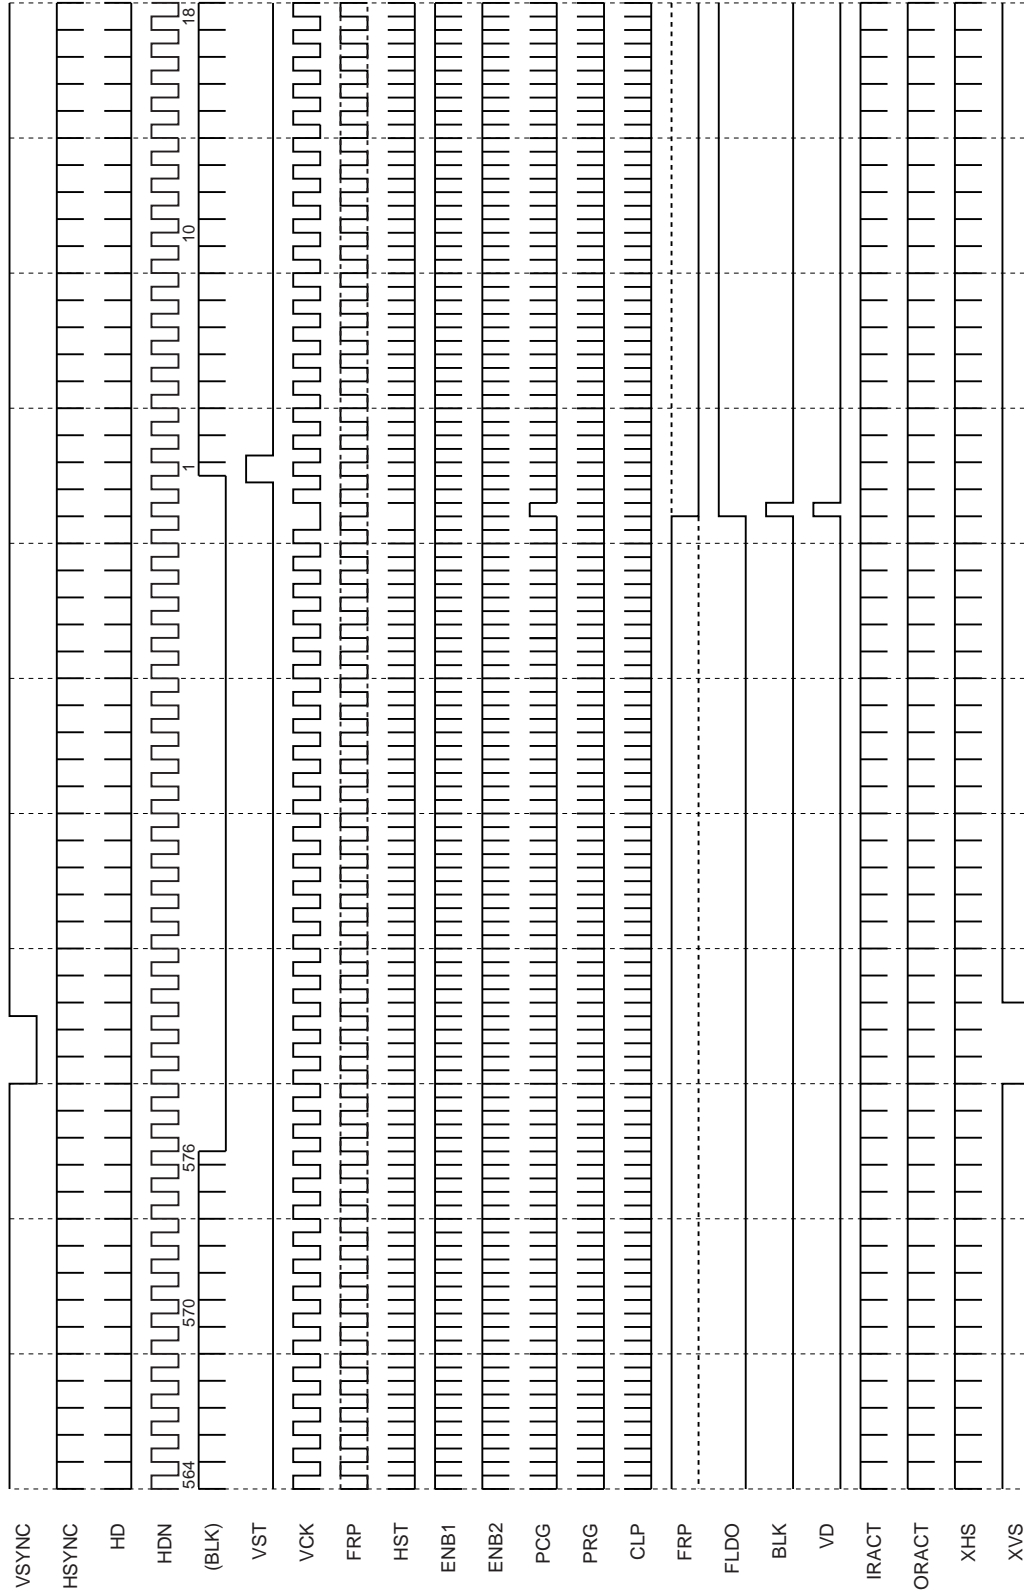 VSYNC
HSYNC
HD
HDN
(BLK)
564 570 576 1 10 18
VST
VCK
FRP
HST
ENB1
ENB2
PCG
PRG
CLP
FRP
FLDO
BLK
VD
IRACT
ORACT
XHS
XVS